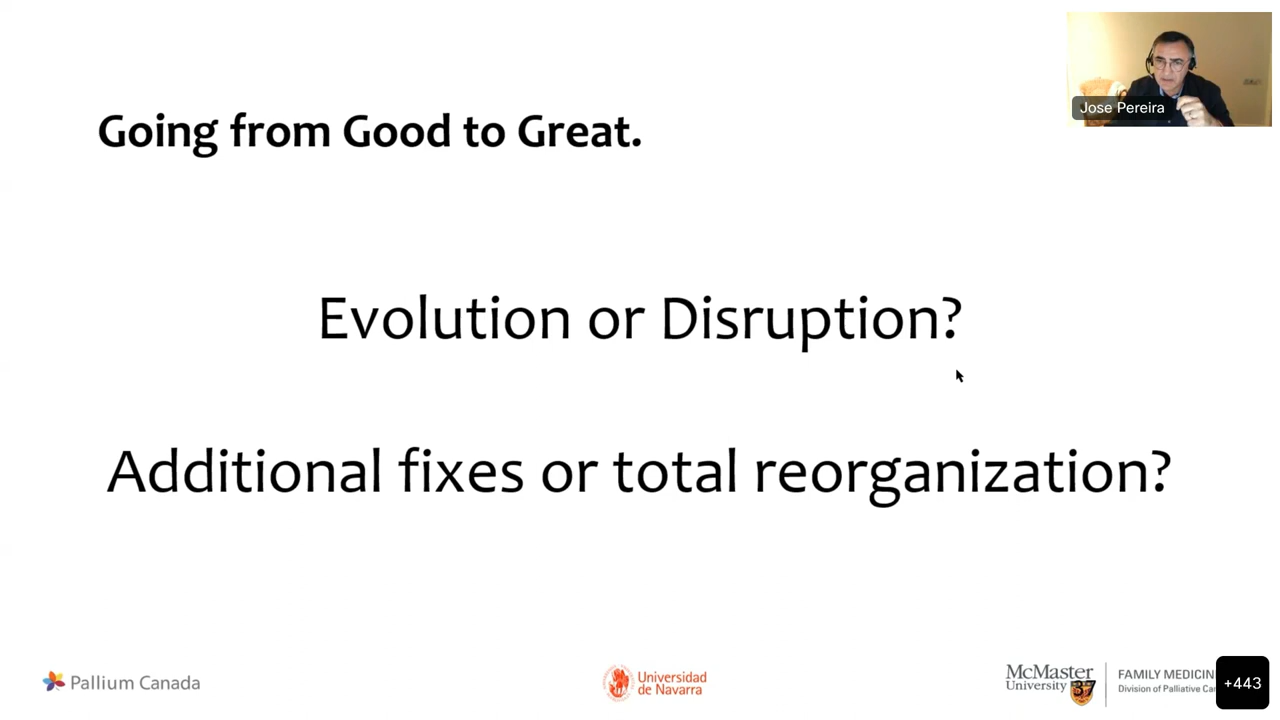 Jose Pereira
Going from Good to Great.
Evolution or Disruption?
Additional fixes or total reorganization?
Pallium Canada
Universidad
de Navarra
McMaster
University
FAMILY MEDICIN
Division of Palliative Car
+443